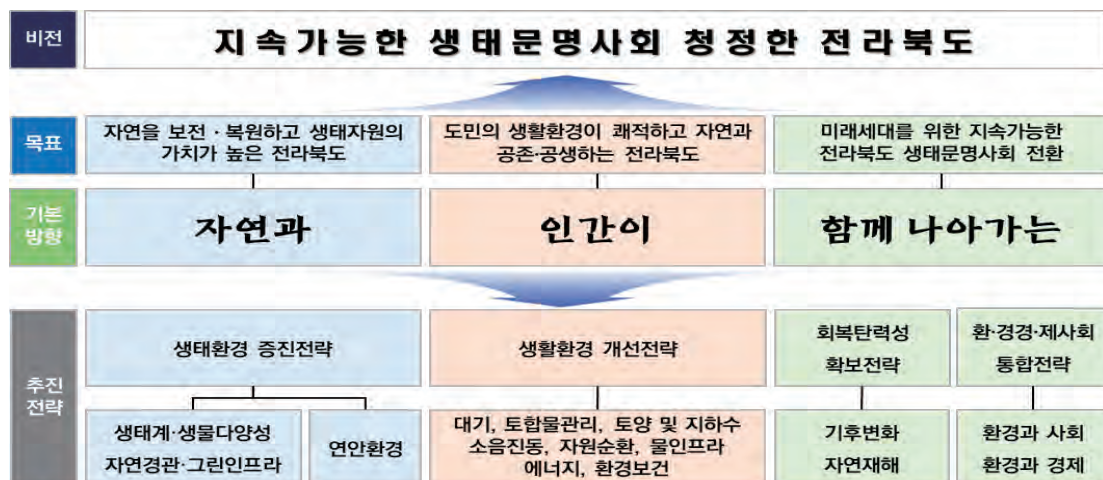 비전
지속가능한 생태문명사회 청정한 전라북도
목표
자연을 보전·복원하고 생태자원의
가치가 높은 전라북도
도민의 생활환경이 쾌적하고 자연과
공존·공생하는 전라북도
미래세대를 위한 지속가능한
전라북도 생태문명사회 전환
기본
방향
자연과
인간이
함께 나아가는
추진
전략
생태환경 증진전략
생활환경 개선전략
회복탄력성
확보전략
환·경경·제사회
통합전략
생태계·생물다양성
자연경관·그린인프라
연안환경
대기, 토합물관리, 토양 및 지하수
소음진동, 자원순환, 물인프라
에너지, 환경보건
기후변화
자연재해
환경과 사회
환경과 경제